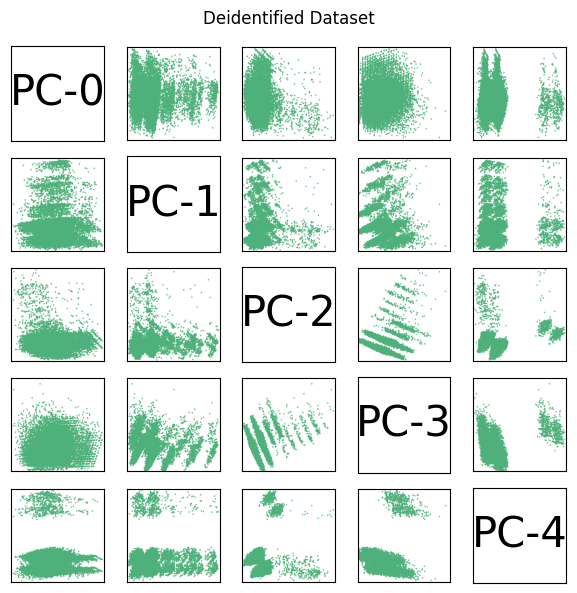 Deidentified Dataset
PC-0
PC-1
PC-2
PC-3
PC-4